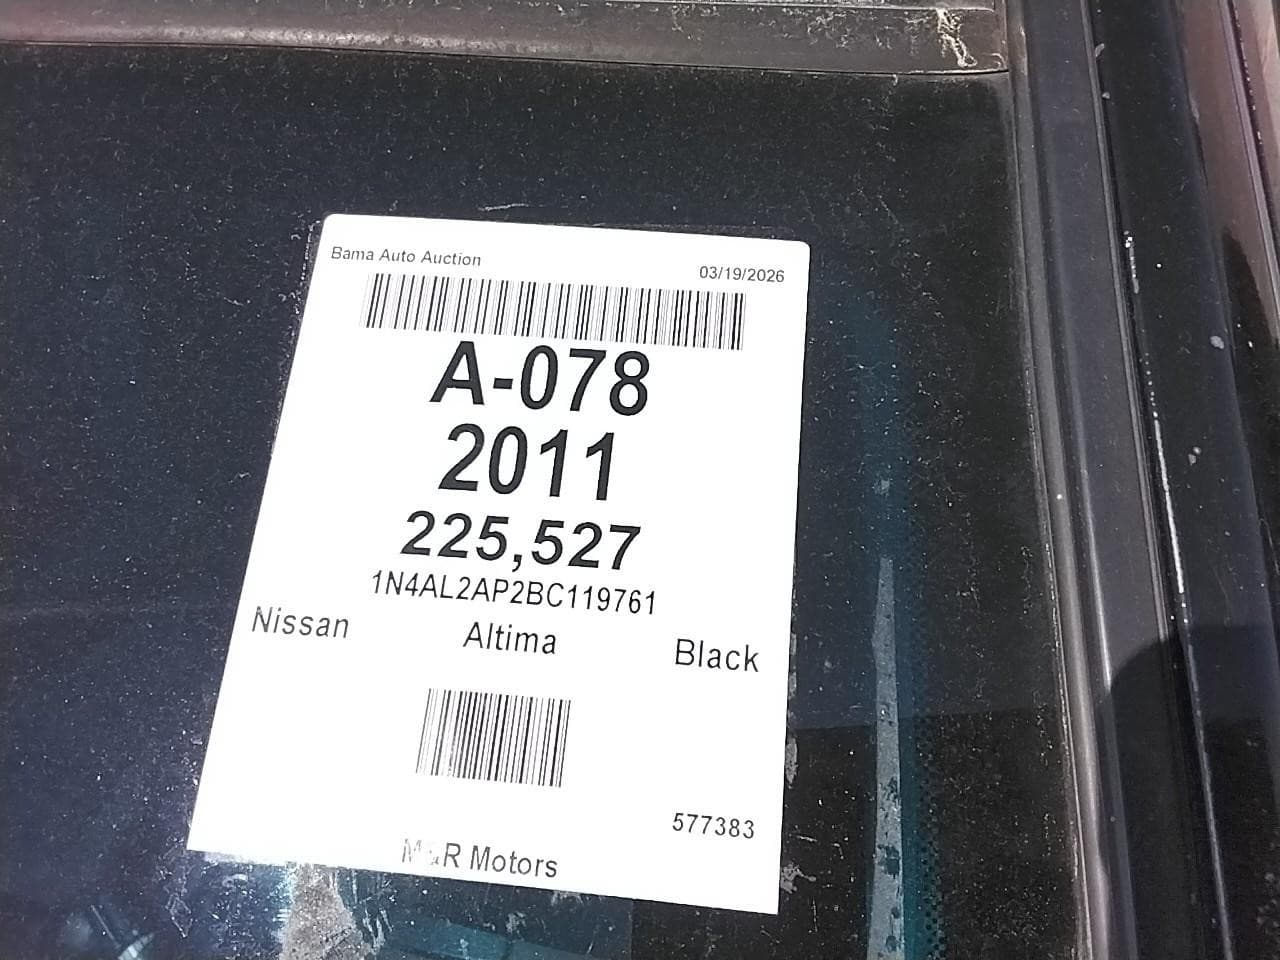 Bama Auto Auction 03/19/2026
A-078
2011
225,527
1N4AL2AP2BC119761
Nissan Altima Black
577383
M&R Motors